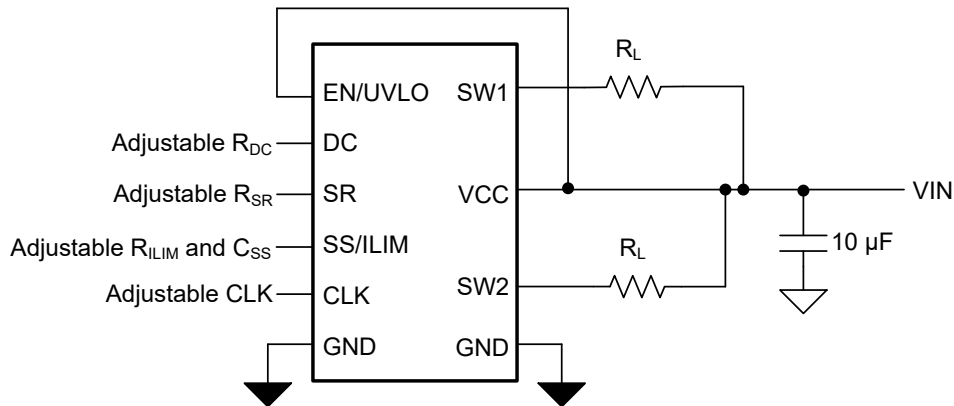 R_L
EN/UVLO
SW1
Adjustable R_DC
DC
Adjustable R_SR
SR
VCC
VIN
Adjustable R_ILIM and C_SS
SS/ILIM
R_L
10 µF
Adjustable CLK
CLK
SW2
GND
GND